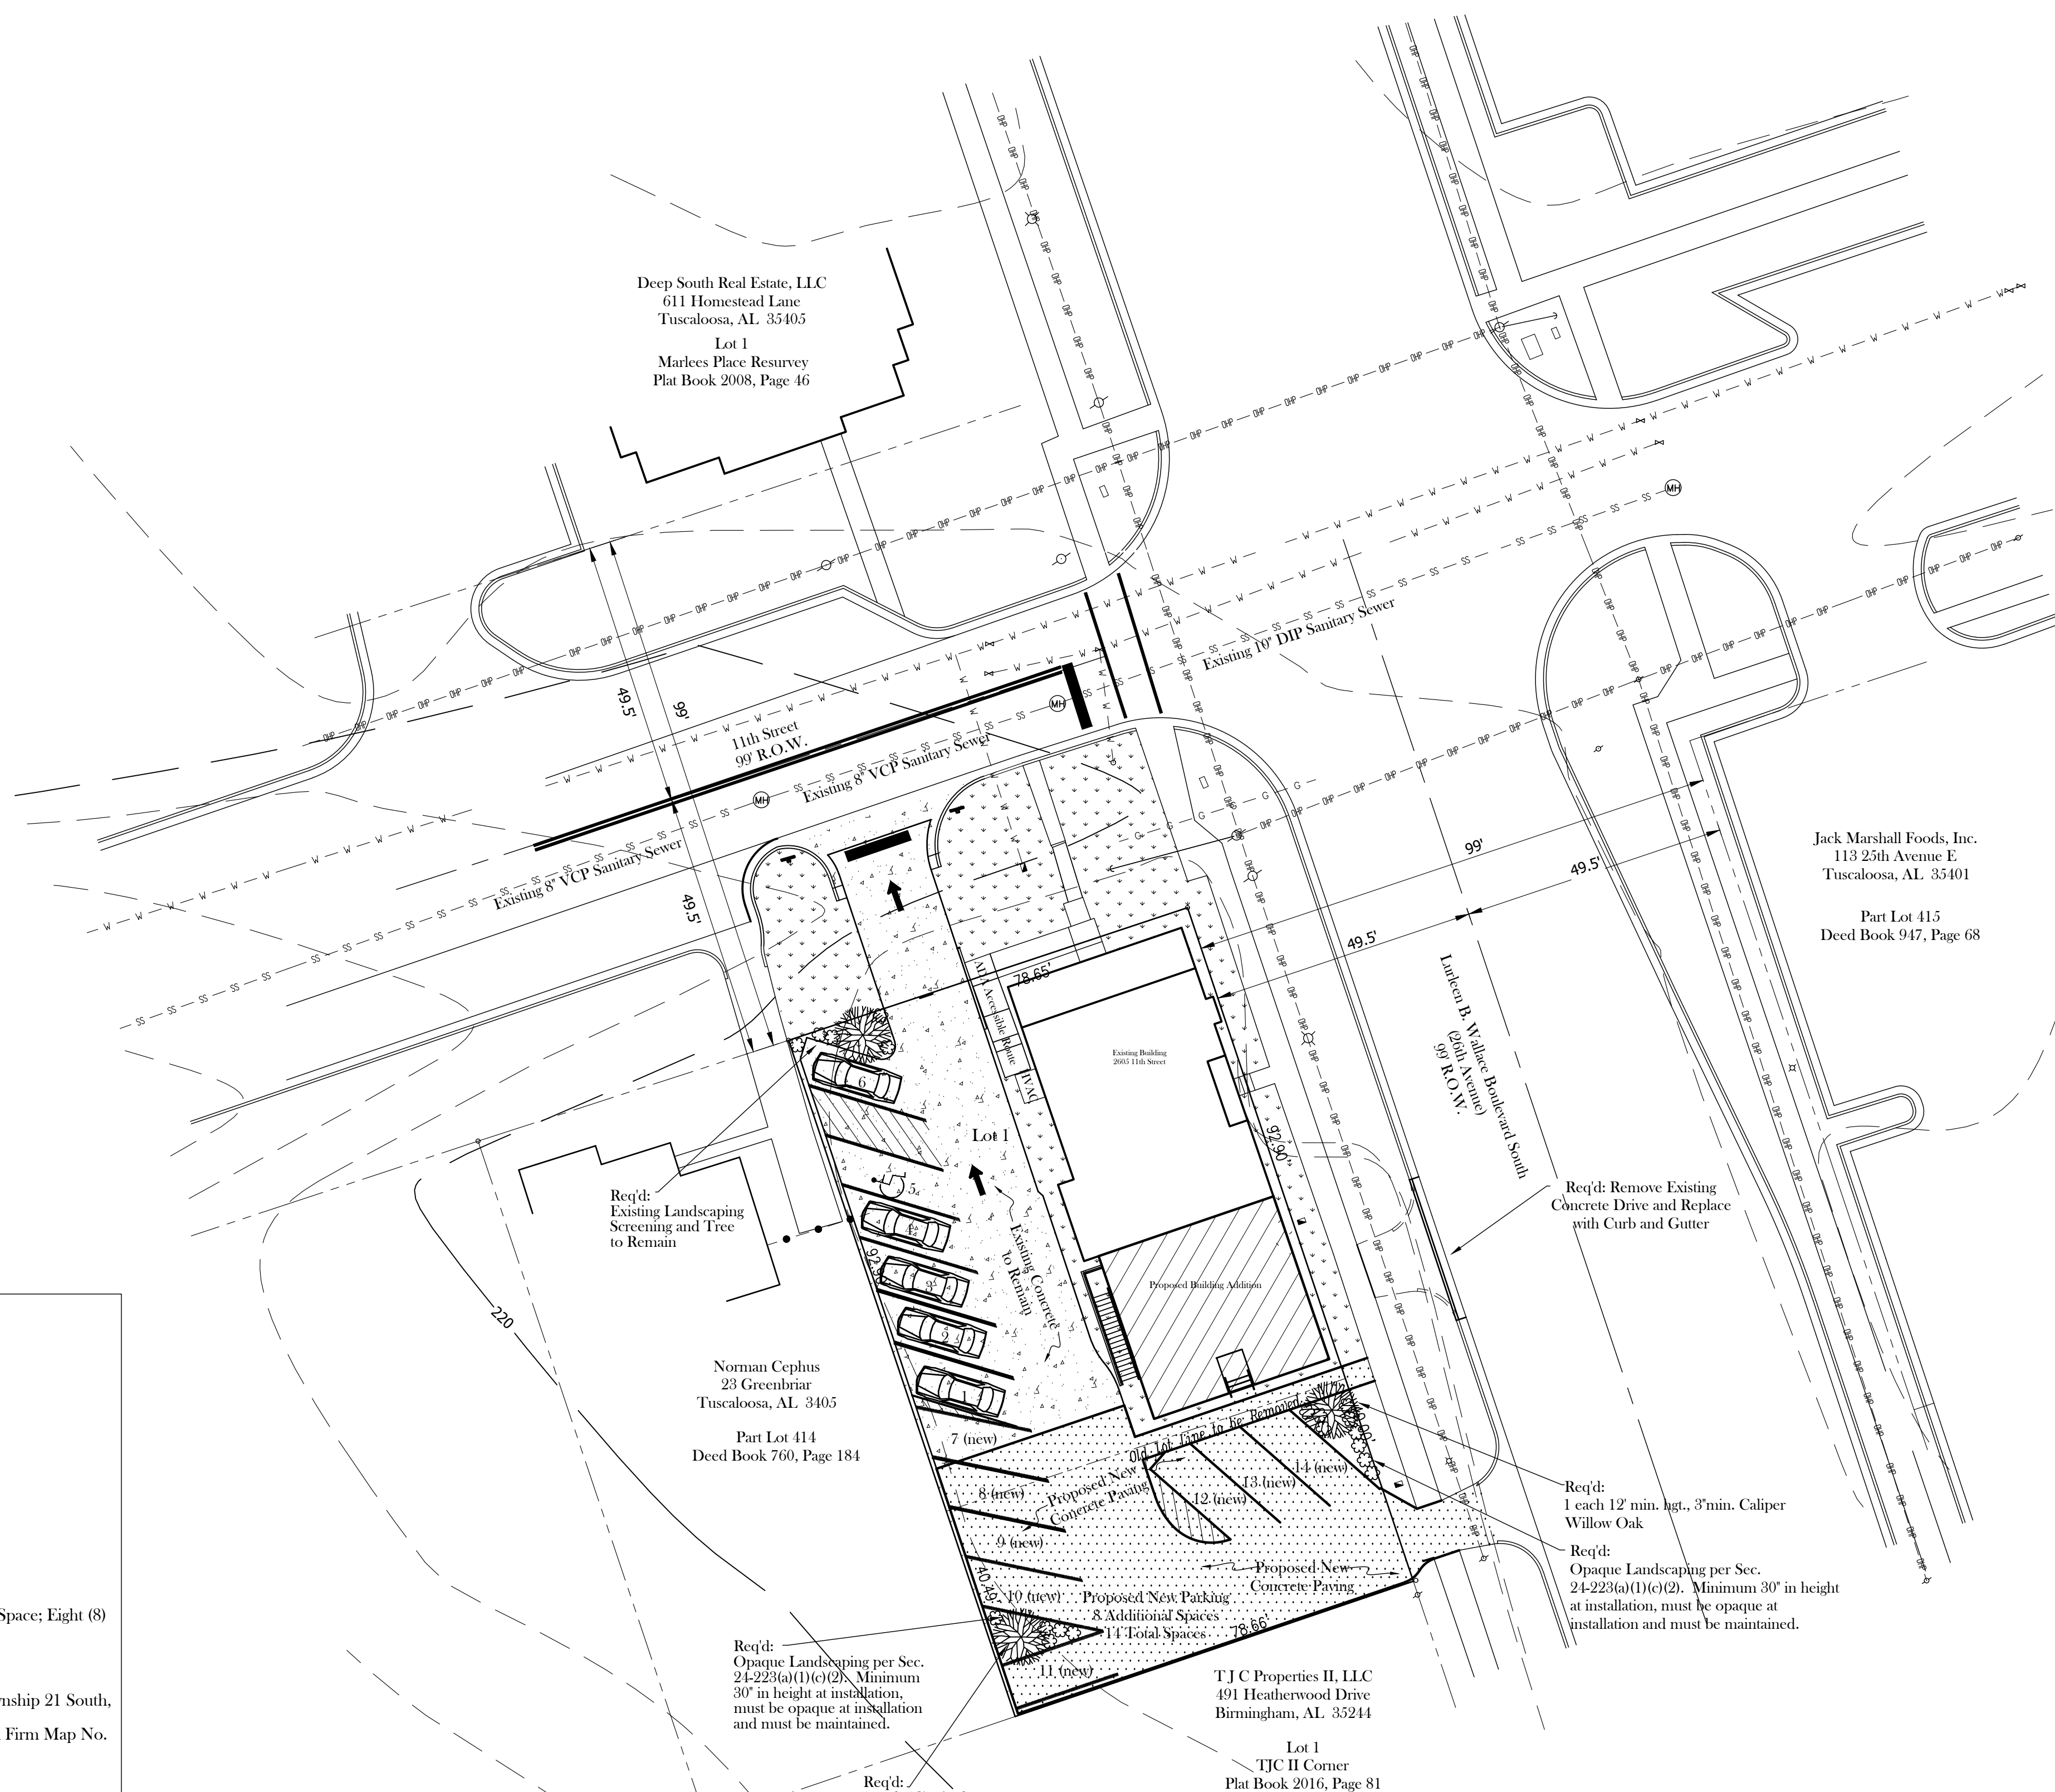 Deep South Real Estate, LLC
611 Homestead Lane
Tuscaloosa, AL 35405
Lot 1
Marlees Place Resurvey
Plat Book 2008, Page 46
49.5'
99'
11th Street
99' R.O.W.
Existing 10" DIP Sanitary Sewer
Existing 8" VCP Sanitary Sewer
Existing 8" VCP Sanitary Sewer
49.5'
MH
MH
MH
99'
49.5'
49.5'
Jack Marshall Foods, Inc.
113 25th Avenue E
Tuscaloosa, AL 35401
Part Lot 415
Deed Book 947, Page 68
Lurleen B. Wallace Boulevard South
(26th Avenue)
99' R.O.W.
78.65'
ADA Accessible Route
HVAC
Existing Building
2605 11th Street
92.90'
Lot 1
6
5
4
3
2
1
Existing Concrete
to Remain
Proposed Building Addition
Req'd:
Existing Landscaping
Screening and Tree
to Remain
Req'd: Remove Existing
Concrete Drive and Replace
with Curb and Gutter
220
Norman Cephus
23 Greenbriar
Tuscaloosa, AL 3405
Part Lot 414
Deed Book 760, Page 184
Old Lot Line to be Removed
7 (new)
8 (new)
9 (new)
10 (new)
11 (new)
12 (new)
13 (new)
14 (new)
Proposed New
Concrete Paving
Proposed New
Concrete Paving
40.49'
Proposed New Parking
8 Additional Spaces
14 Total Spaces
78.66'
Req'd:
1 each 12' min. hgt., 3"min. Caliper
Willow Oak
Req'd:
Opaque Landscaping per Sec.
24-223(a)(1)(c)(2). Minimum 30" in height
at installation, must be opaque at
installation and must be maintained.
Req'd:
Opaque Landscaping per Sec.
24-223(a)(1)(c)(2). Minimum
30" in height at installation,
must be opaque at installation
and must be maintained.
Req'd:
T J C Properties II, LLC
491 Heatherwood Drive
Birmingham, AL 35244
Lot 1
TJC II Corner
Plat Book 2016, Page 81
Space; Eight (8)
nship 21 South,
Firm Map No.